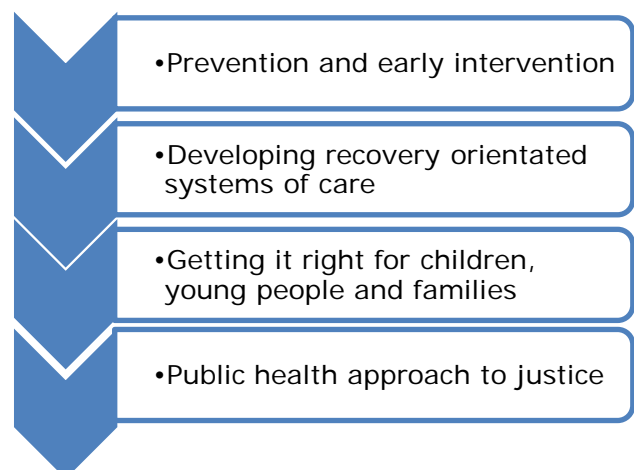 •Prevention and early intervention
•Developing recovery orientated
systems of care
•Getting it right for children,
young people and families
•Public health approach to justice